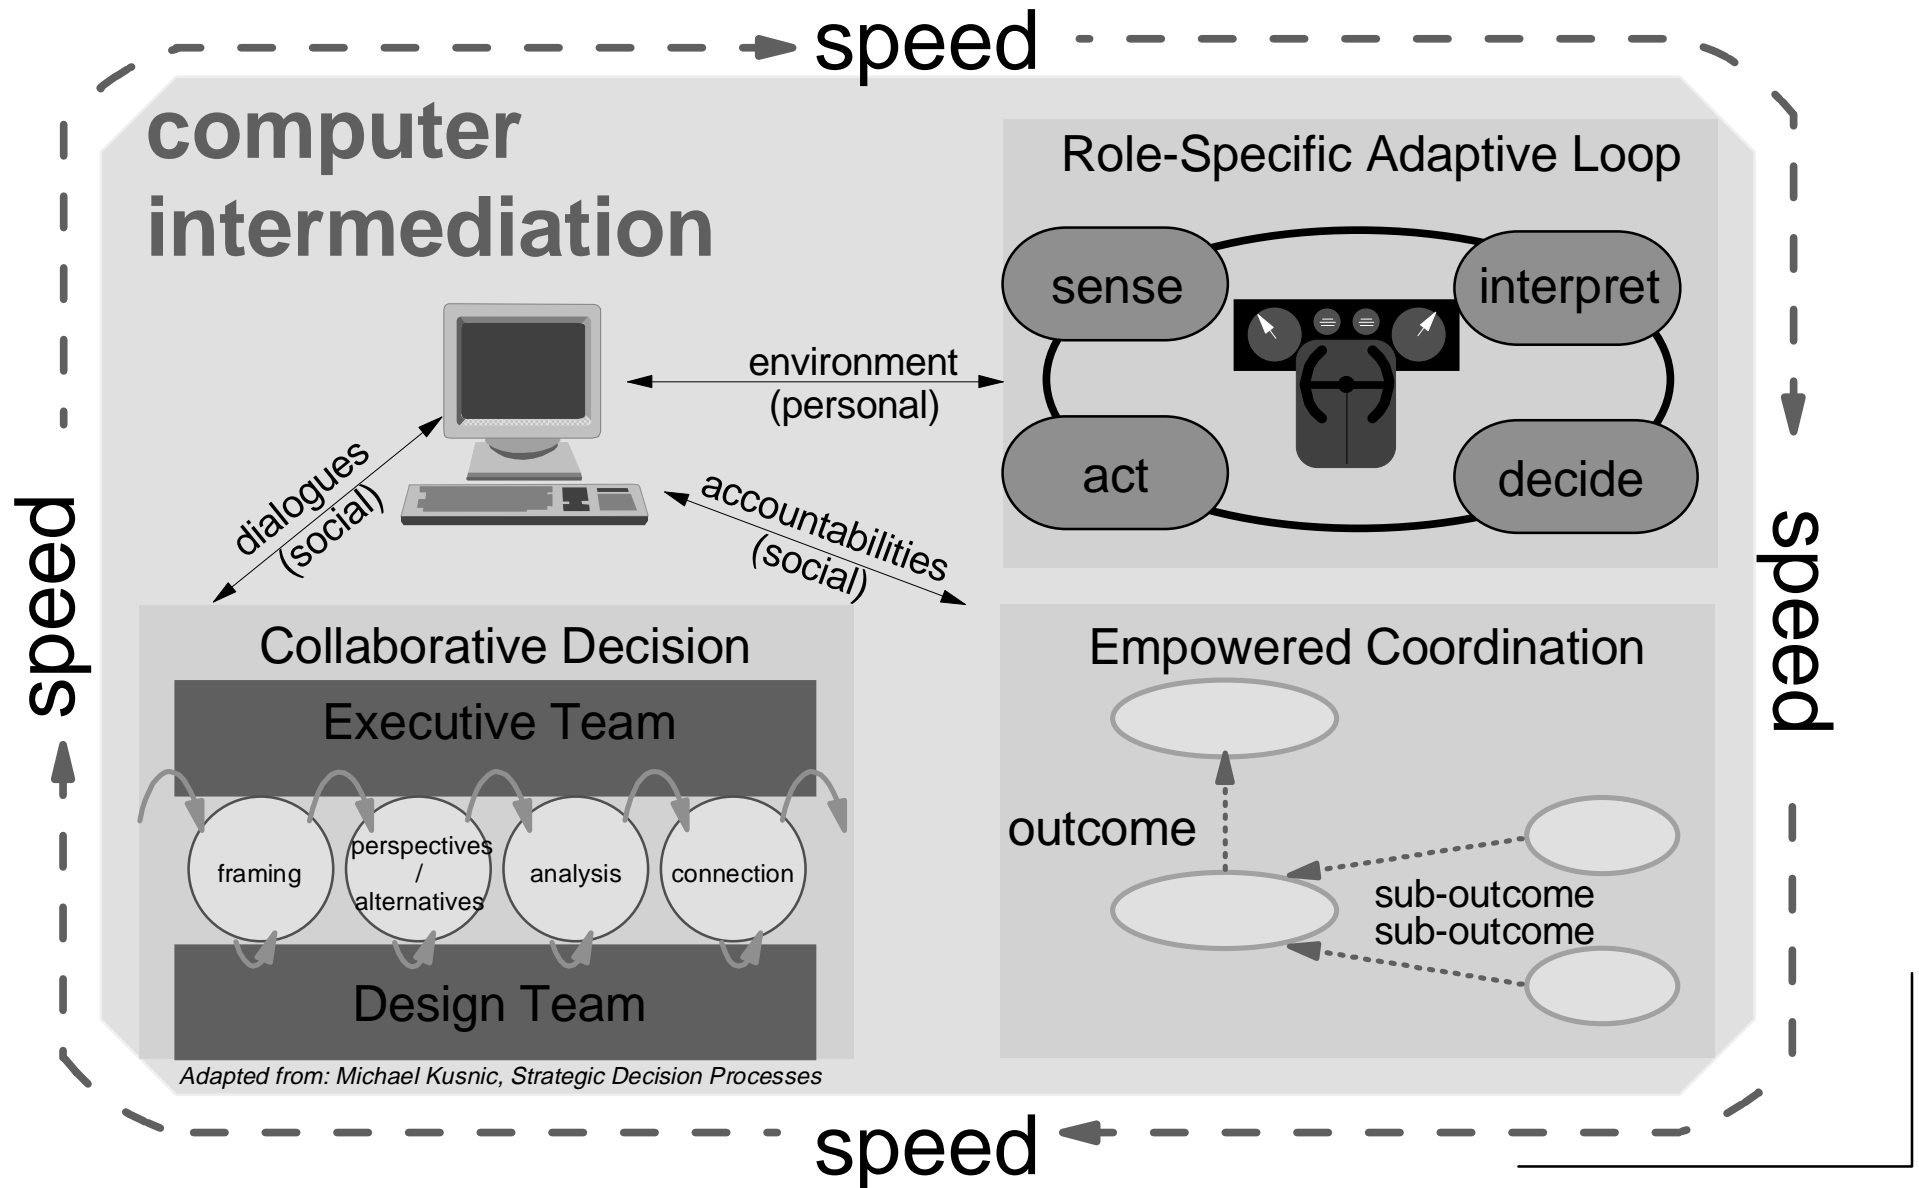 speed
computer
intermediation
Role-Specific Adaptive Loop
sense
interpret
environment
(personal)
act
decide
dialogues
(social)
accountabilities
(social)
speed
speed
Collaborative Decision
Executive Team
framing
perspectives
/
alternatives
analysis
connection
Design Team
Adapted from: Michael Kusnic, Strategic Decision Processes
Empowered Coordination
outcome
sub-outcome
sub-outcome
speed